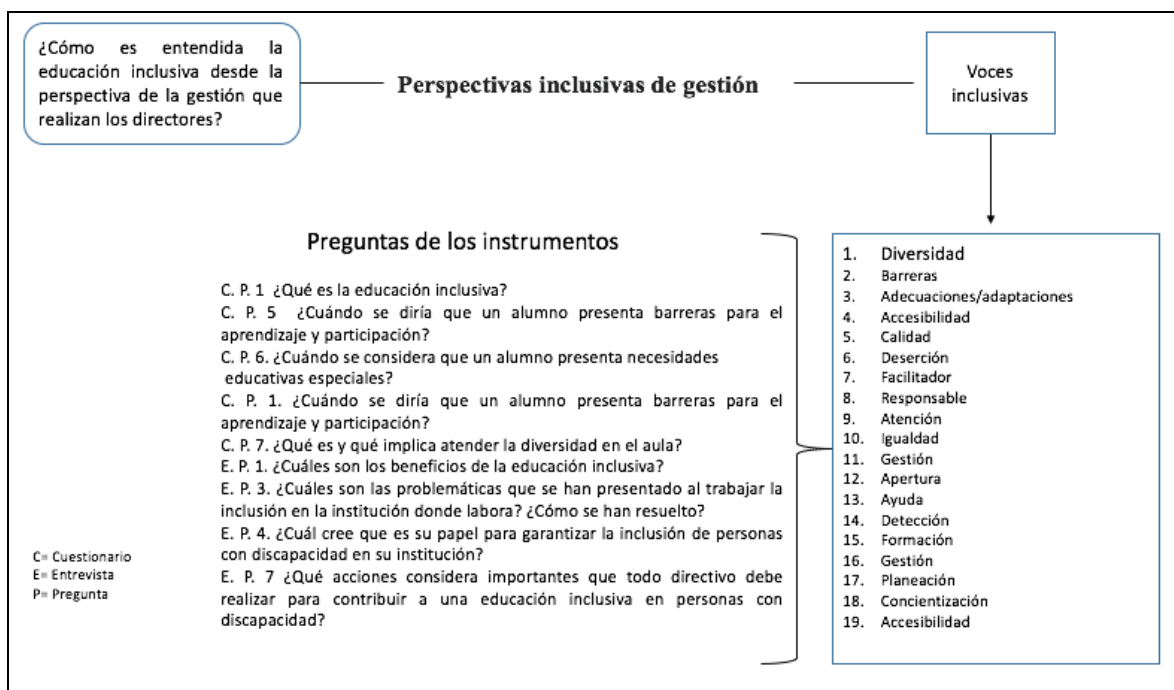 ¿Cómo es entendida la
educación inclusiva desde la
perspectiva de la gestión que
realizan los directores?
Perspectivas inclusivas de gestión
Voces
inclusivas
Preguntas de los instrumentos
C. P. 1 ¿Qué es la educación inclusiva?
C. P. 5 ¿Cuándo se diría que un alumno presenta barreras para el
aprendizaje y participación?
C. P. 6. ¿Cuándo se considera que un alumno presenta necesidades
educativas especiales?
C. P. 1. ¿Cuándo se diría que un alumno presenta barreras para el
aprendizaje y participación?
C. P. 7. ¿Qué es y qué implica atender la diversidad en el aula?
E. P. 1. ¿Cuáles son los beneficios de la educación inclusiva?
E. P. 3. ¿Cuáles son las problemáticas que se han presentado al trabajar la
inclusión en la institución donde labora? ¿Cómo se han resuelto?
E. P. 4. ¿Cuál cree que es su papel para garantizar la inclusión de personas
con discapacidad en su institución?
E. P. 7 ¿Qué acciones considera importantes que todo directivo debe
realizar para contribuir a una educación inclusiva en personas con
discapacidad?
C= Cuestionario
E= Entrevista
P= Pregunta
1. Diversidad
2. Barreras
3. Adecuaciones/adaptaciones
4. Accesibilidad
5. Calidad
6. Deserción
7. Facilitador
8. Responsable
9. Atención
10. Igualdad
11. Gestión
12. Apertura
13. Ayuda
14. Detección
15. Formación
16. Gestión
17. Planeación
18. Concientización
19. Accesibilidad